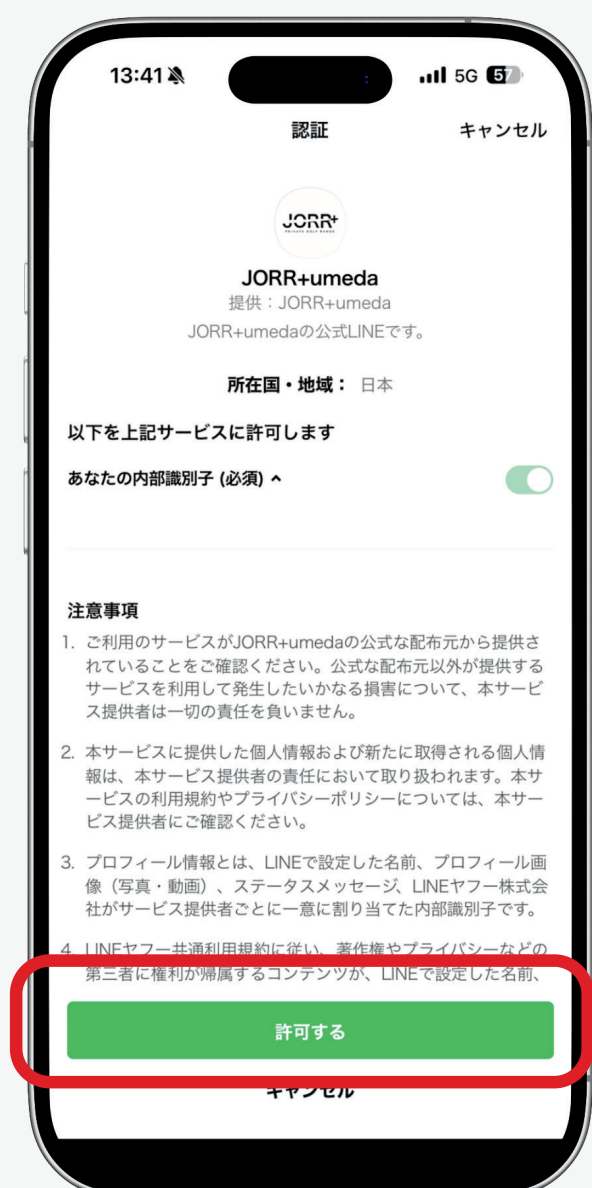 13:41
5G 57
認証
キャンセル
JORR+
PRIVATE GOLF RANGE
JORR+umeda
提供：JORR+umeda
JORR+umedaの公式LINEです。
所在国・地域： 日本
以下を上記サービスに許可します
あなたの内部識別子 (必須)
注意事項
1. ご利用のサービスがJORR+umedaの公式な配布元から提供さ
れていることをご確認ください。公式な配布元以外が提供する
サービスを利用して発生したいかなる損害について、本サービ
ス提供者は一切の責任を負いません。
2. 本サービスに提供した個人情報および新たに取得される個人情
報は、本サービス提供者の責任において取り扱われます。本サ
ービスの利用規約やプライバシーポリシーについては、本サー
ビス提供者にご確認ください。
3. プロフィール情報とは、LINEで設定した名前、プロフィール画
像（写真・動画）、ステータスメッセージ、LINEヤフー株式会
社がサービス提供者ごとに一意に割り当てた内部識別子です。
4. LINEヤフー共通利用規約に従い、著作権やプライバシーなどの
第三者に権利が帰属するコンテンツが、LINEで設定した名前、
許可する
キャンセル